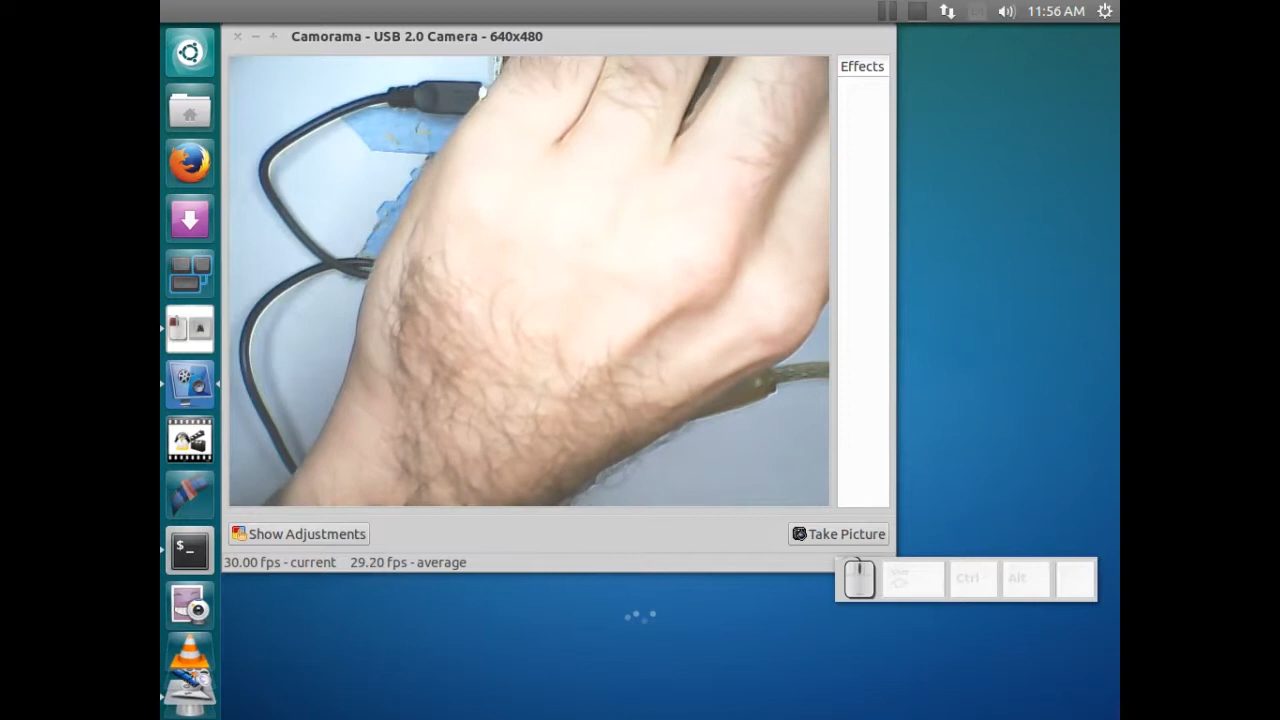 11:56 AM
Camorama - USB 2.0 Camera - 640x480
Effects
Show Adjustments
Take Picture
30.00 fps - current 29.20 fps - average
Ctrl
Alt